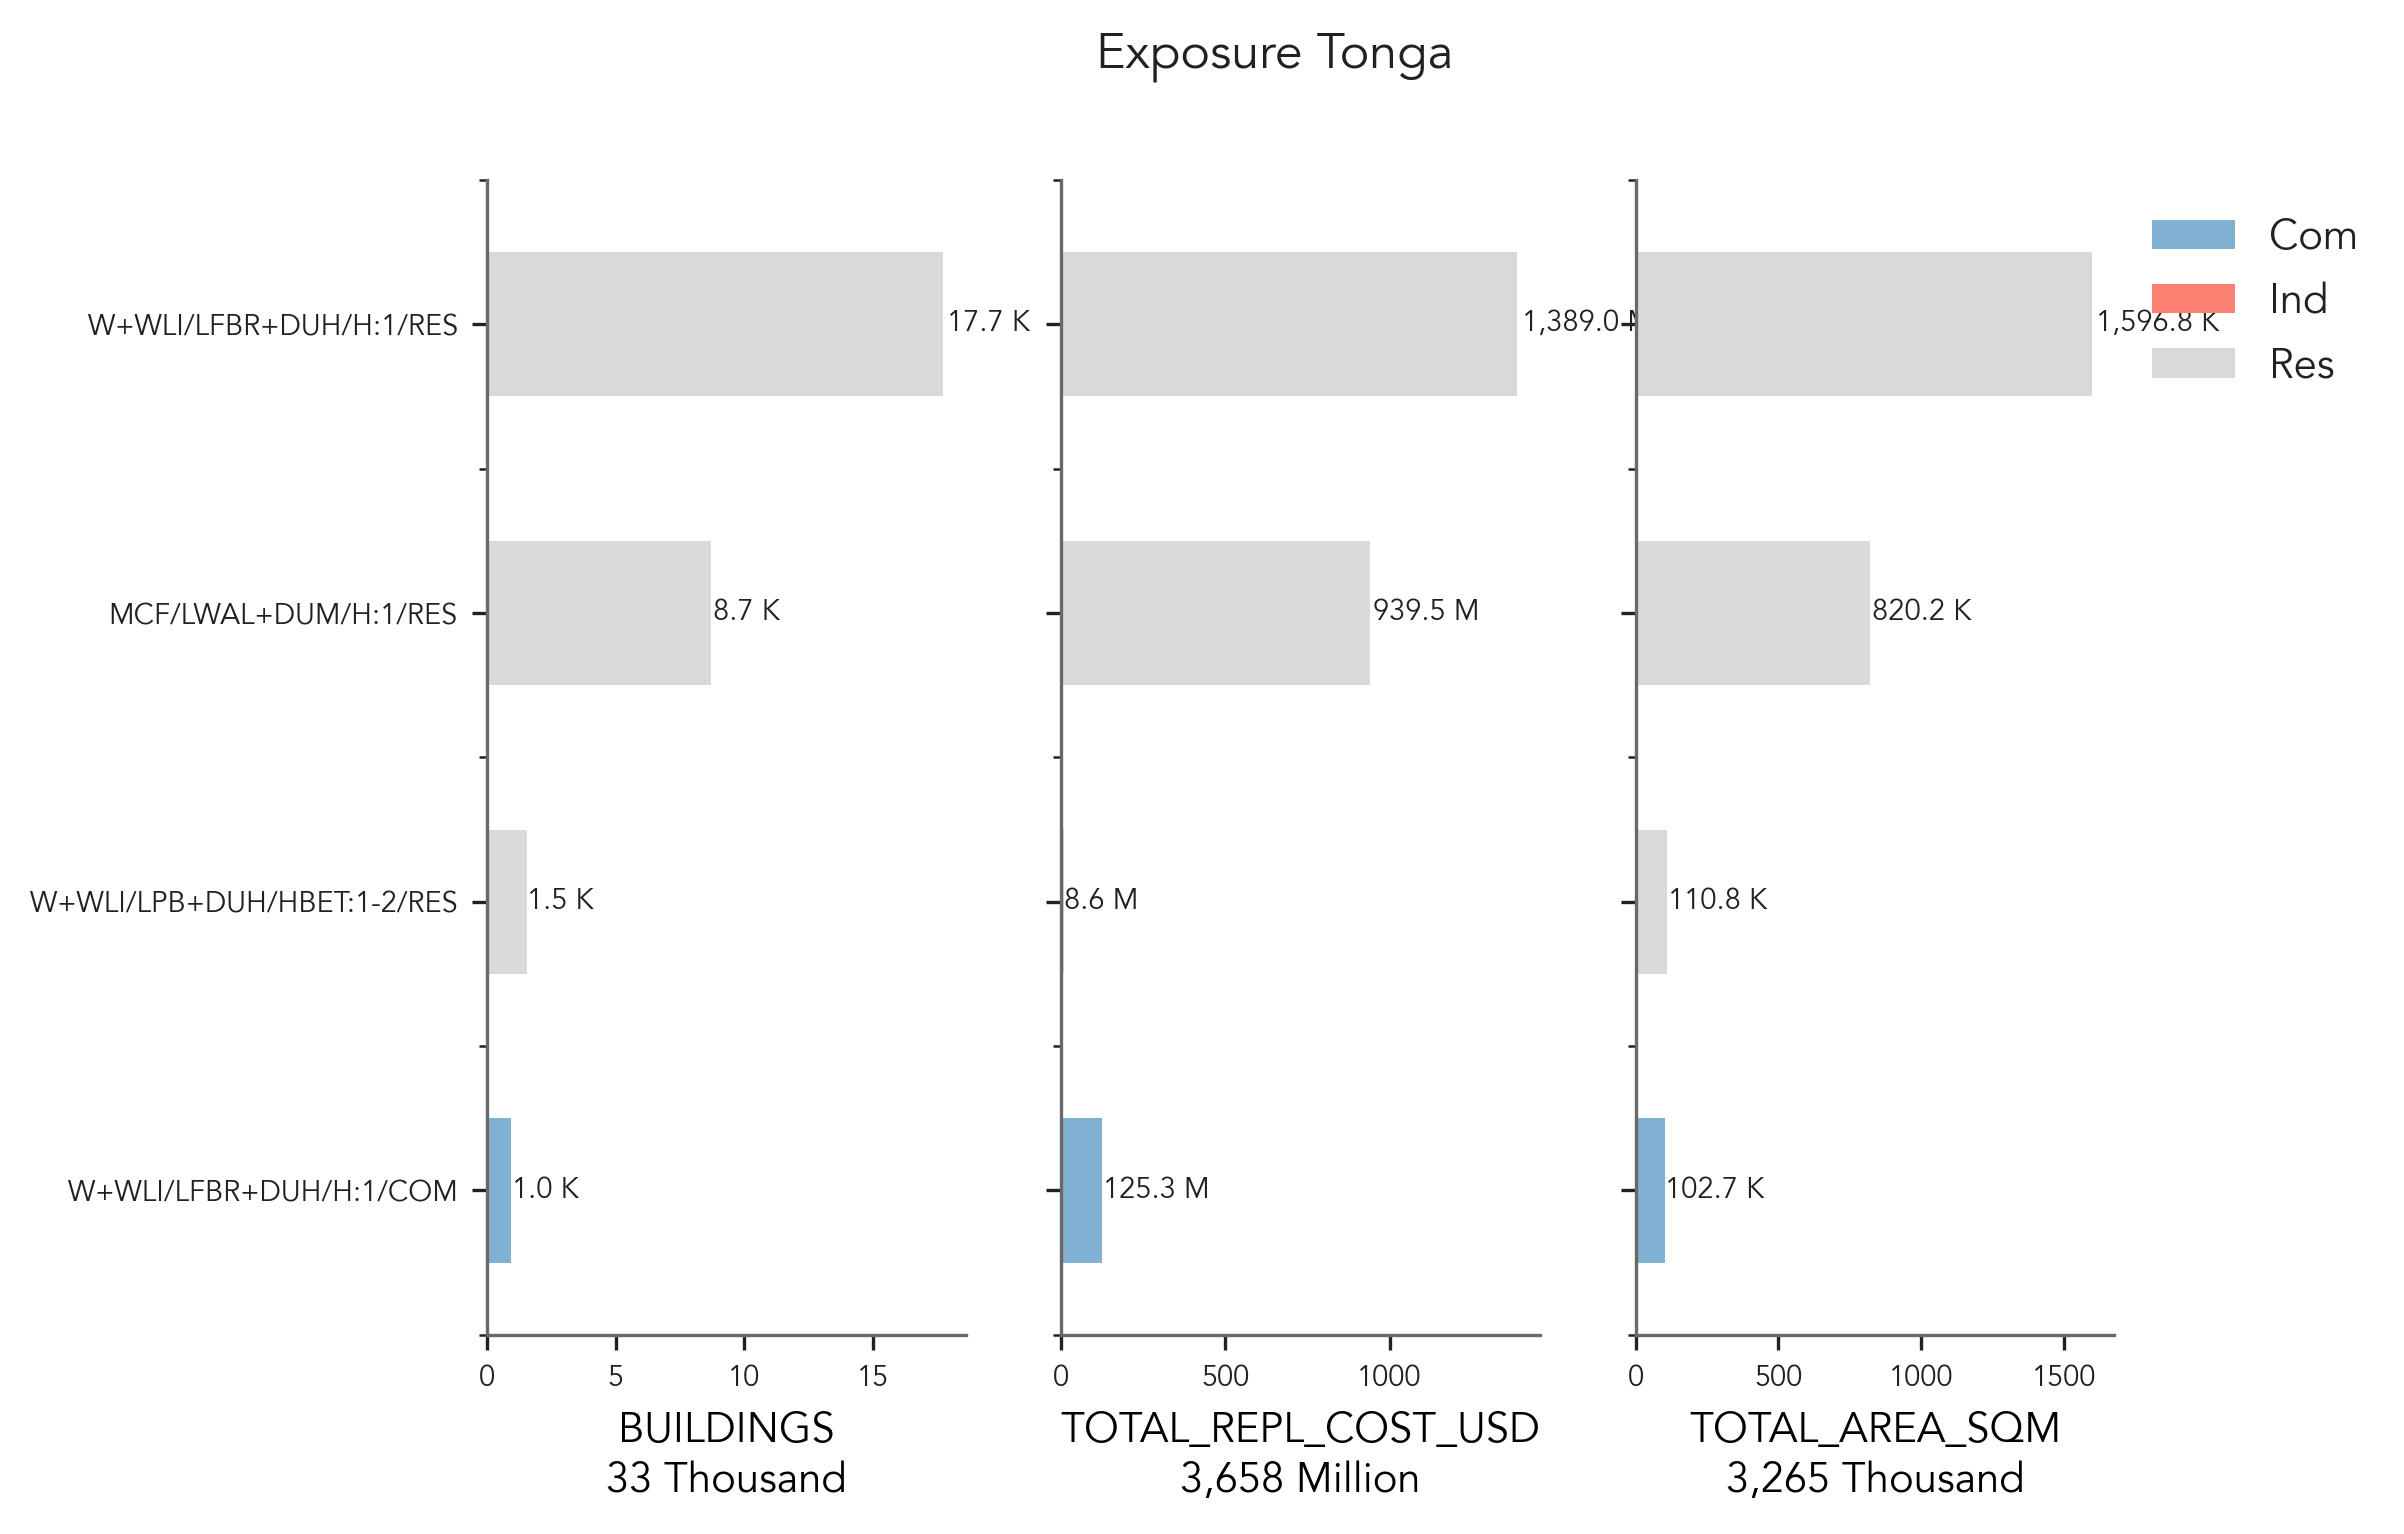 Exposure Tonga
W+WLI/LFBR+DUH/H:1/RES
17.7 K
1,389.0 M
1,596.8 K
Com
Ind
Res
MCF/LWAL+DUM/H:1/RES
8.7 K
939.5 M
820.2 K
W+WLI/LPB+DUH/HBET:1-2/RES
1.5 K
8.6 M
110.8 K
W+WLI/LFBR+DUH/H:1/COM
1.0 K
125.3 M
102.7 K
0 5 10 15
0 500 1000
0 500 1000 1500
BUILDINGS
33 Thousand
TOTAL_REPL_COST_USD
3,658 Million
TOTAL_AREA_SQM
3,265 Thousand